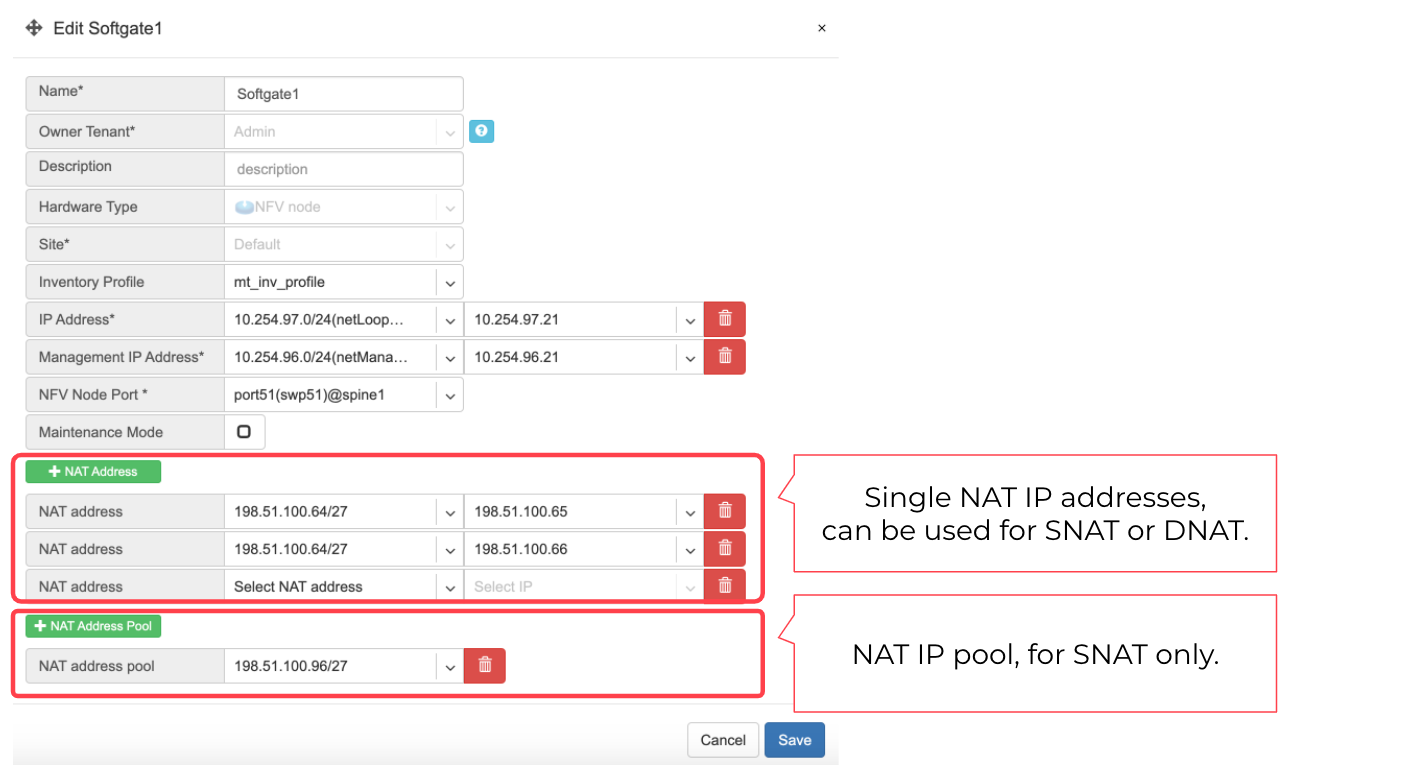 Edit Softgate1
×
Name*
Softgate1
Owner Tenant*
Admin
?
Description
description
Hardware Type
NFV node
Site*
Default
Inventory Profile
mt_inv_profile
IP Address*
10.254.97.0/24(netLoop...
10.254.97.21
Management IP Address*
10.254.96.0/24(netMana...
10.254.96.21
NFV Node Port *
port51(swp51)@spine1
Maintenance Mode
+ NAT Address
NAT address
198.51.100.64/27
198.51.100.65
NAT address
198.51.100.64/27
198.51.100.66
NAT address
Select NAT address
Select IP
Single NAT IP addresses,
can be used for SNAT or DNAT.
+ NAT Address Pool
NAT address pool
198.51.100.96/27
NAT IP pool, for SNAT only.
Cancel
Save